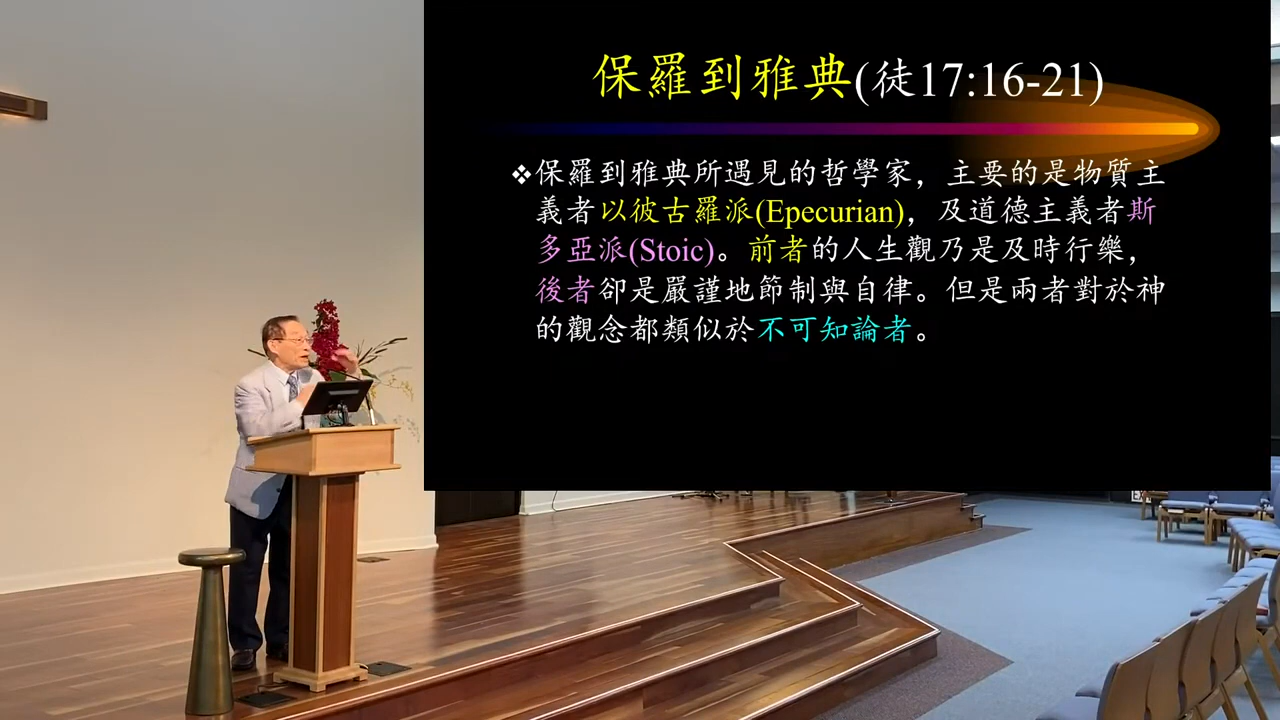 保羅到雅典(徒17:16-21)
❖保羅到雅典所遇見的哲學家，主要的是物質主
義者以彼古羅派(Epecurian)，及道德主義者斯
多亞派(Stoic)。前者的人生觀乃是及時行樂，
後者卻是嚴謹地節制與自律。但是兩者對於神
的觀念都類似於不可知論者。